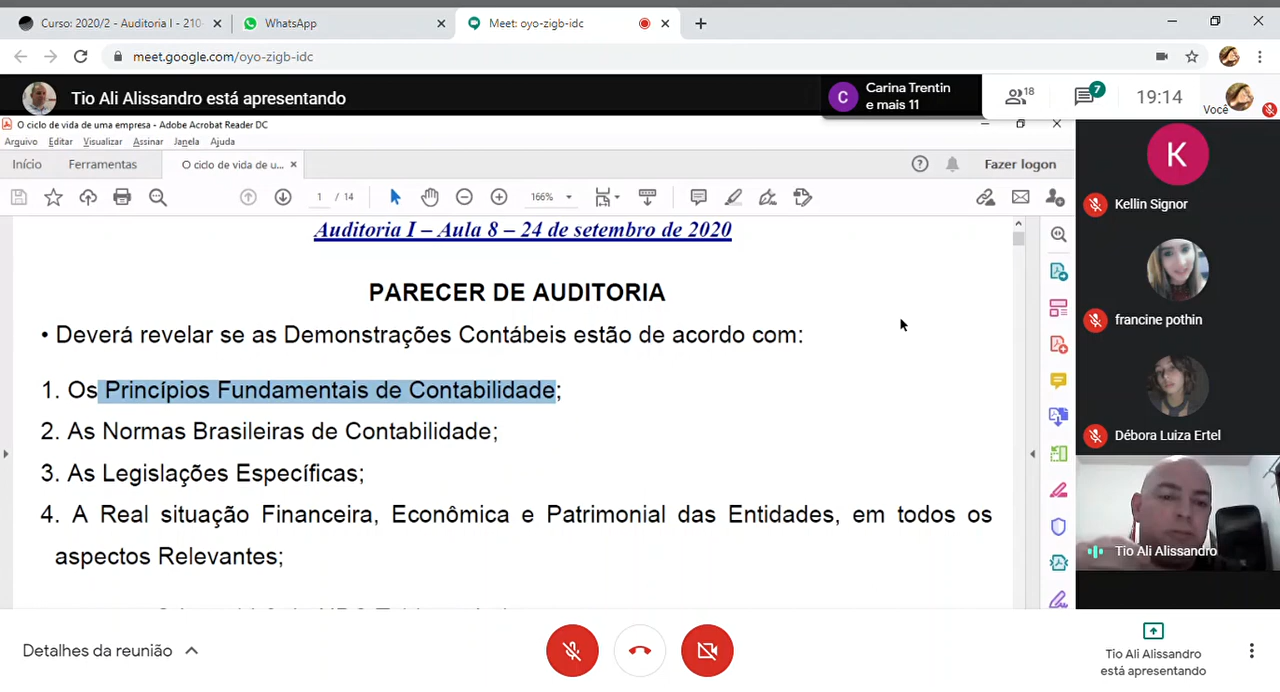 Curso: 2020/2 - Auditoria I - 210
WhatsApp
Meet: oyo-zigb-idc
meet.google.com/oyo-zigb-idc
Tio Ali Alissandro está apresentando
C
Carina Trentin
e mais 11
18
7
19:14
Você
O ciclo de vida de uma empresa - Adobe Acrobat Reader DC
Arquivo Editar Visualizar Assinar Janela Ajuda
Início Ferramentas O ciclo de vida de u... Fazer logon
1 / 14 166%
Auditoria I – Aula 8 – 24 de setembro de 2020
PARECER DE AUDITORIA
• Deverá revelar se as Demonstrações Contábeis estão de acordo com:
1. Os Princípios Fundamentais de Contabilidade;
2. As Normas Brasileiras de Contabilidade;
3. As Legislações Específicas;
4. A Real situação Financeira, Econômica e Patrimonial das Entidades, em todos os
aspectos Relevantes;
K
Kellin Signor
francine pothin
Débora Luiza Ertel
Tio Ali Alissandro
Detalhes da reunião
Tio Ali Alissandro
está apresentando